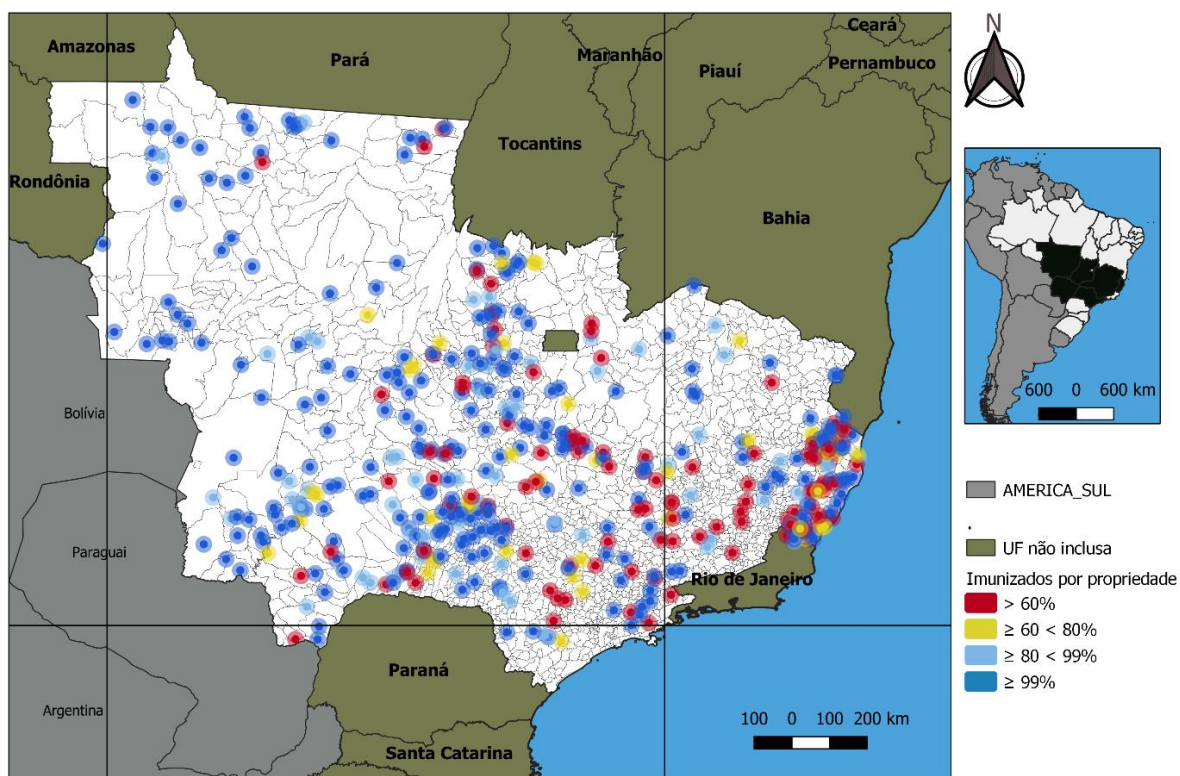 Amazonas
Pará
Maranhão
Ceará
Piauí
Pernambuco
Tocantins
Rondônia
Bahia
Bolívia
Paraguai
Rio de Janeiro
Paraná
Argentina
Santa Catarina
100 0 100 200 km
N
600 0 600 km
AMERICA_SUL
.
UF não inclusa
Imunizados por propriedade
> 60%
≥ 60 < 80%
≥ 80 < 99%
≥ 99%